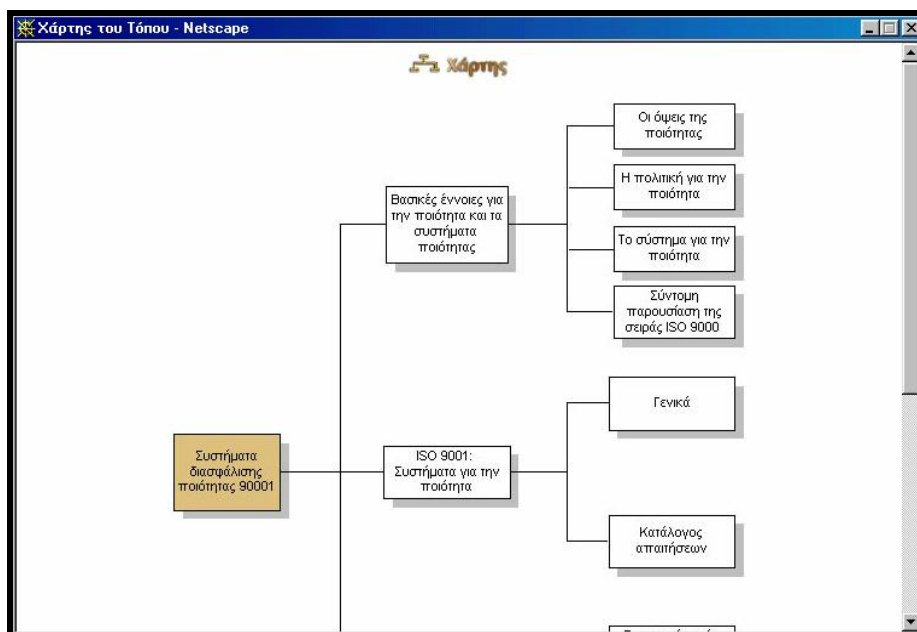 Χάρτης του Τόπου - Netscape
Χάρτης
Οι όψεις της
ποιότητας
Η πολιτική για την
ποιότητα
Βασικές έννοιες για
την ποιότητα και τα
συστήματα
ποιότητας
Το σύστημα για την
ποιότητα
Σύντομη
παρουσίαση της
σειράς ISO 9000
Γενικά
Συστήματα
διασφάλισης
ποιότητας 90001
ISO 9001:
Συστήματα για την
ποιότητα
Κατάλογος
απαιτήσεων